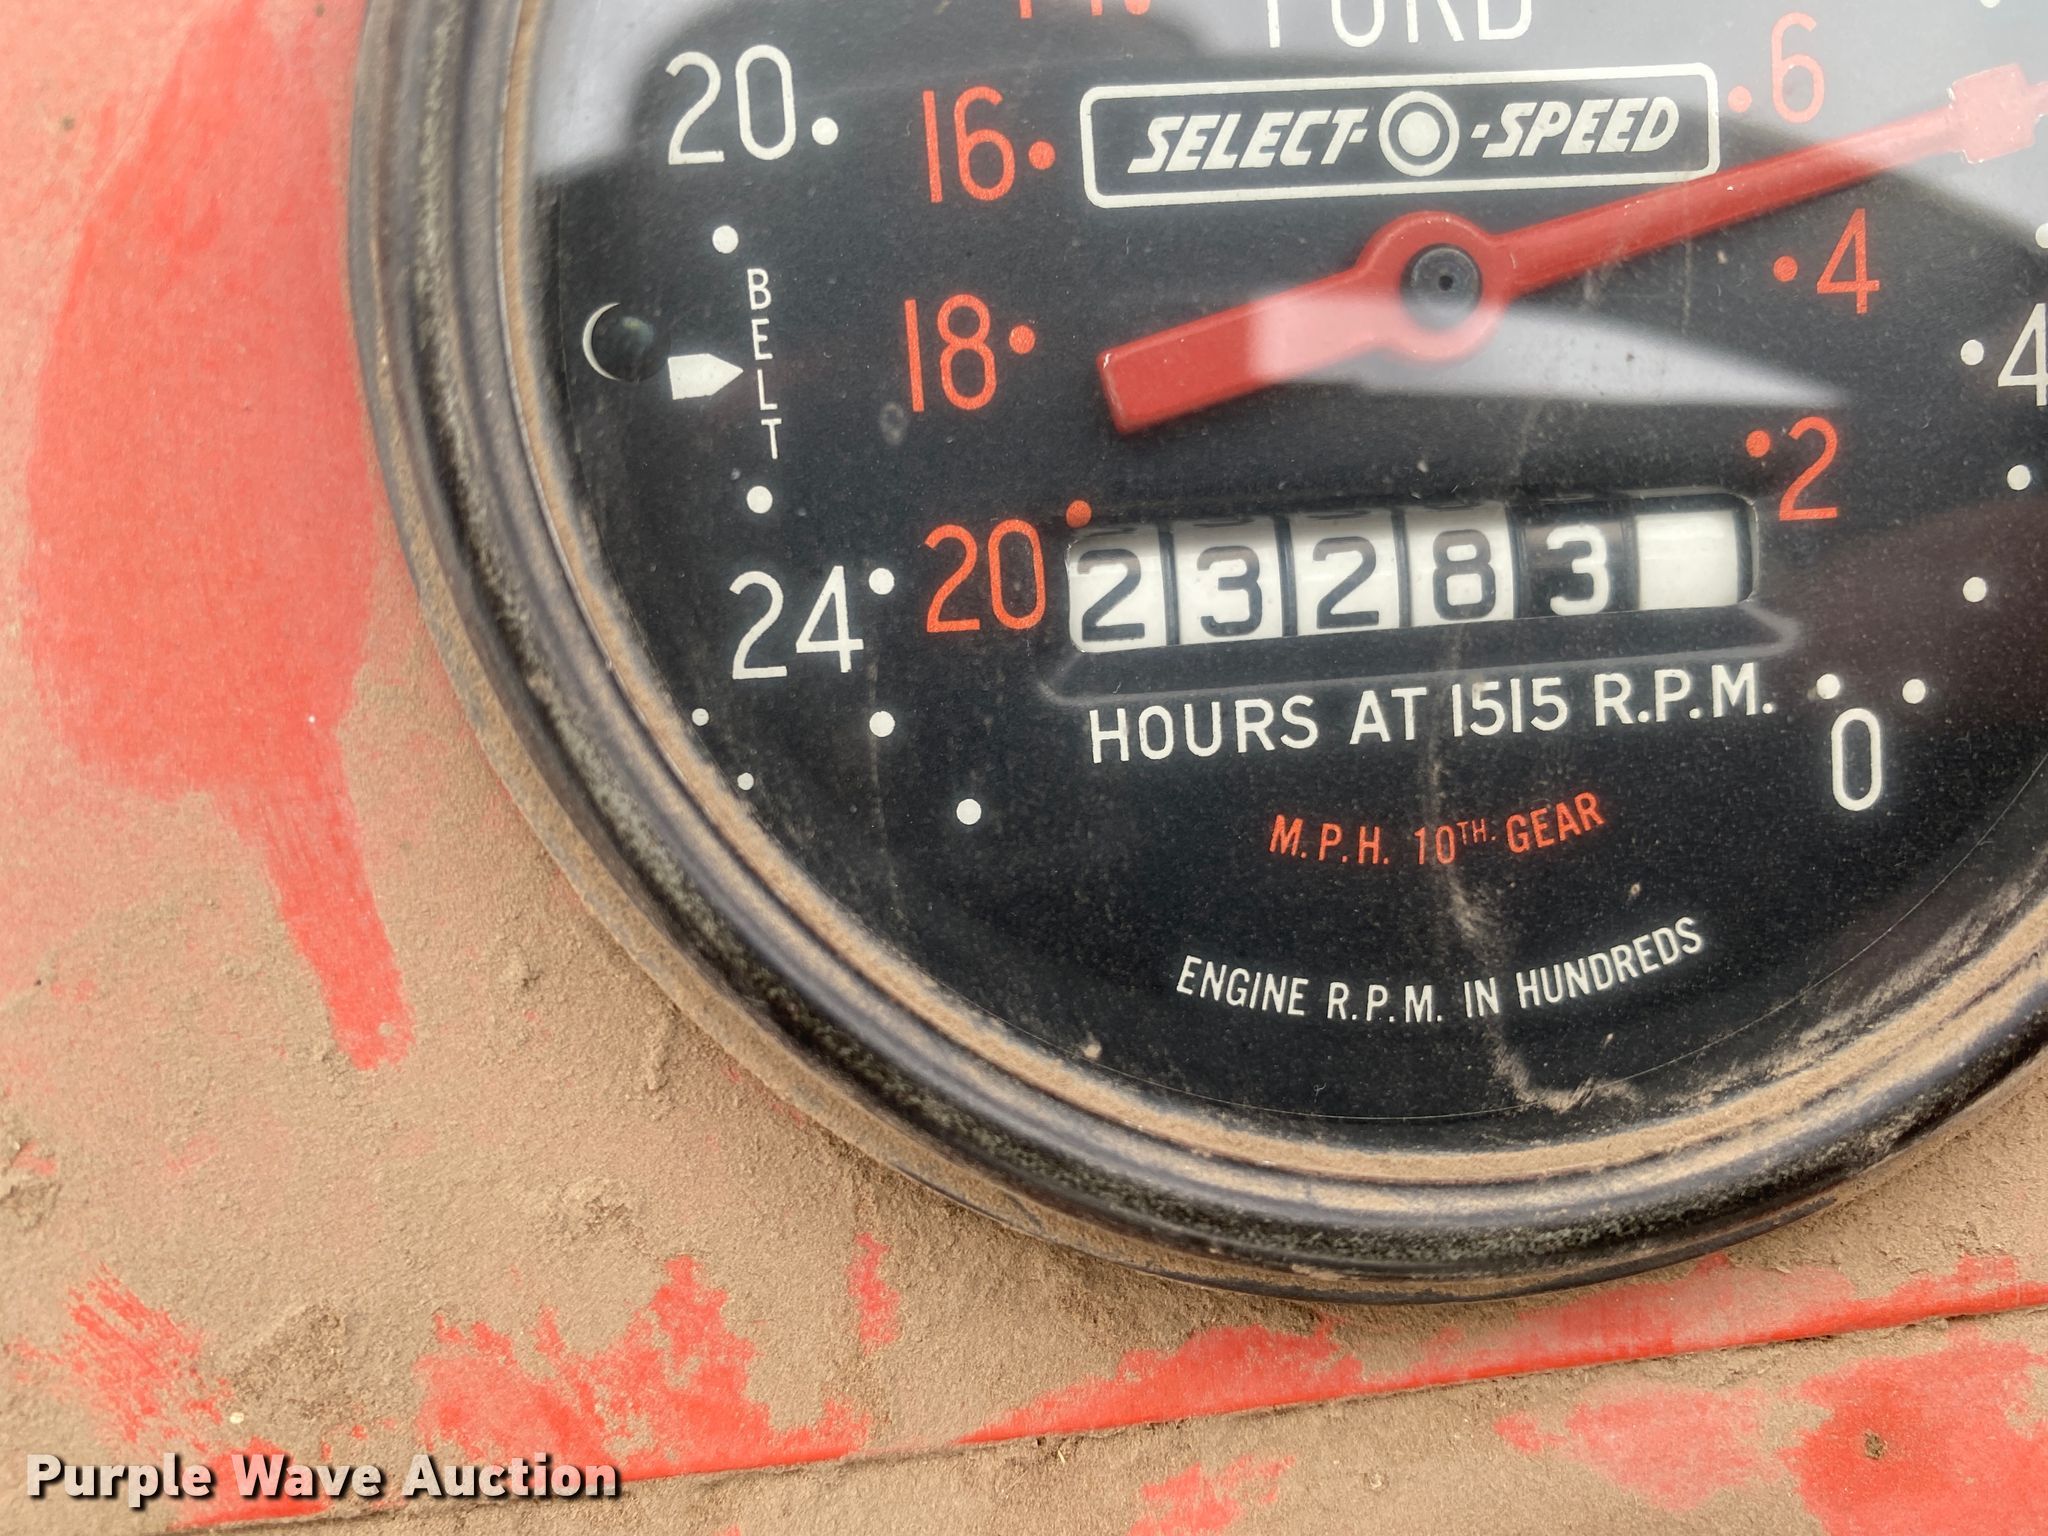 FORD
20
16
6
SELECT-O-SPEED
BELT
4
18
4
2
20
23283
24
HOURS AT 1515 R.P.M.
0
M.P.H. 10TH. GEAR
ENGINE R.P.M. IN HUNDREDS
Purple Wave Auction